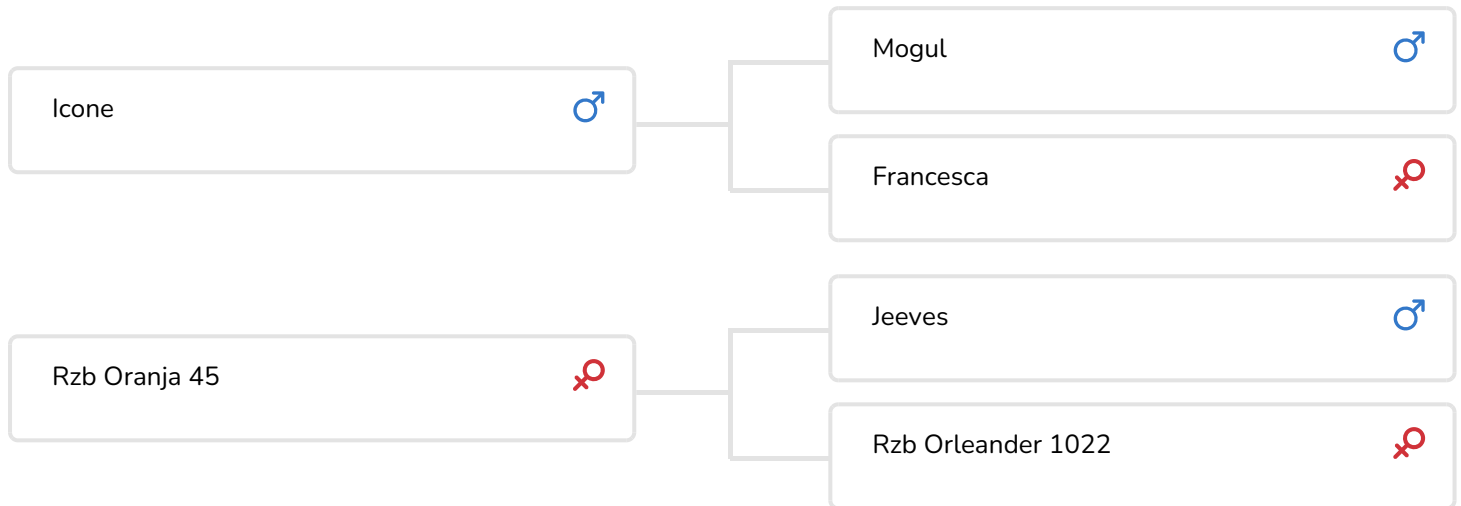 Mogul
Icone
Francesca
Jeeves
Rzb Oranja 45
Rzb Orleander 1022